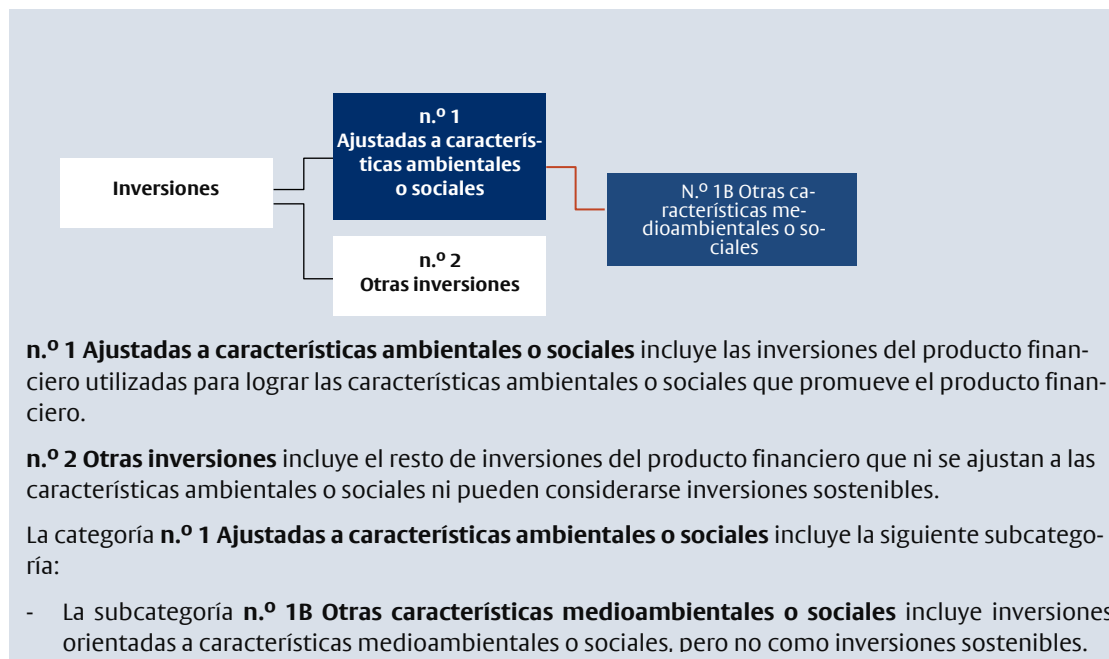 n.º 1
Ajustadas a caracterís-
ticas ambientales
o sociales
Inversiones
N.º 1B Otras ca-
racterísticas me-
dioambientales o so-
ciales
n.º 2
Otras inversiones
n.º 1 Ajustadas a características ambientales o sociales incluye las inversiones del producto finan-
ciero utilizadas para lograr las características ambientales o sociales que promueve el producto finan-
ciero.
n.º 2 Otras inversiones incluye el resto de inversiones del producto financiero que ni se ajustan a las
características ambientales o sociales ni pueden considerarse inversiones sostenibles.
La categoría n.º 1 Ajustadas a características ambientales o sociales incluye la siguiente subcatego-
ría:
- La subcategoría n.º 1B Otras características medioambientales o sociales incluye inversiones
orientadas a características medioambientales o sociales, pero no como inversiones sostenibles.